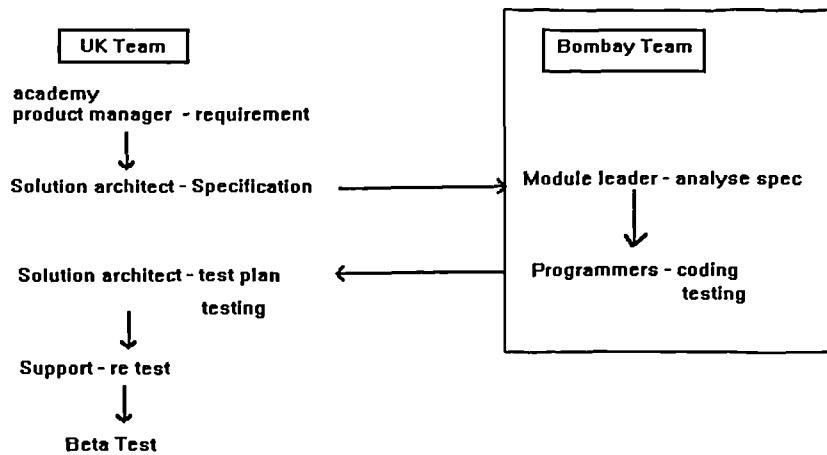 UK Team
academy
product manager - requirement
Solution architect - Specification
Solution architect - test plan
testing
Support - re test
Beta Test
Bombay Team
Module leader - analyse spec
Programmers - coding
testing